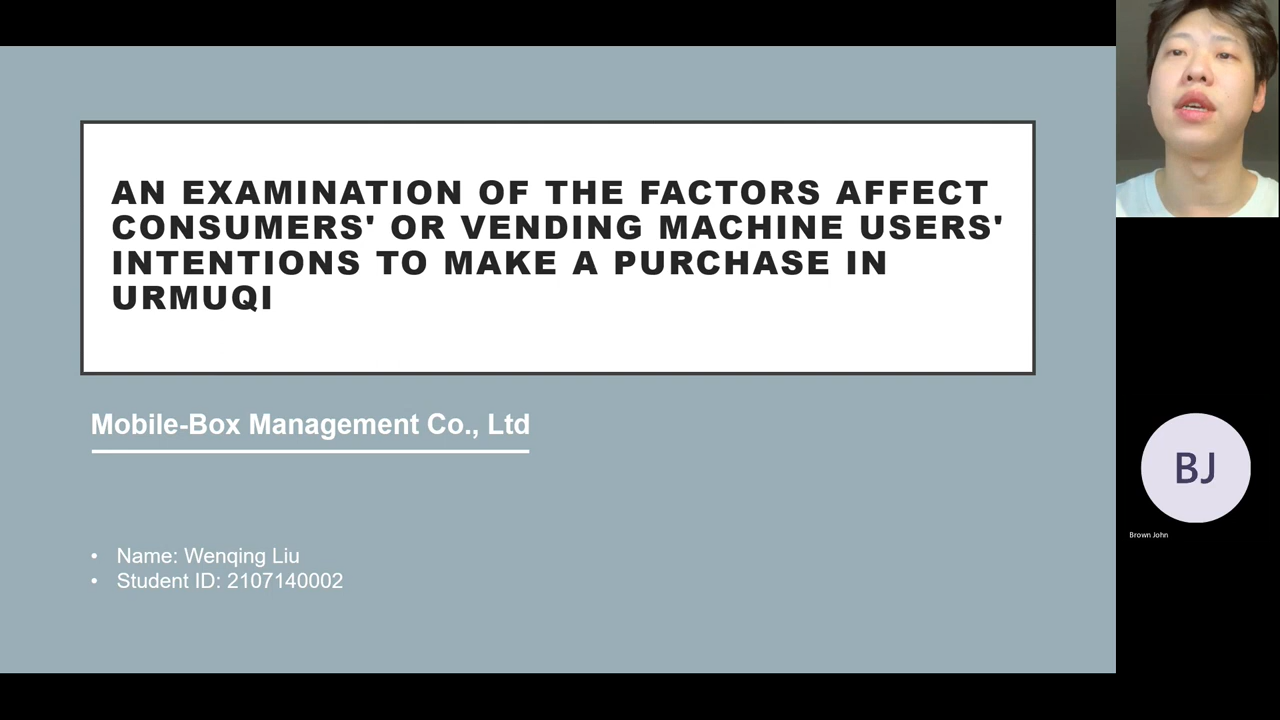 AN EXAMINATION OF THE FACTORS AFFECT
CONSUMERS' OR VENDING MACHINE USERS'
INTENTIONS TO MAKE A PURCHASE IN
URMUQI
Mobile-Box Management Co., Ltd
• Name: Wenqing Liu
• Student ID: 2107140002
BJ
Brown John